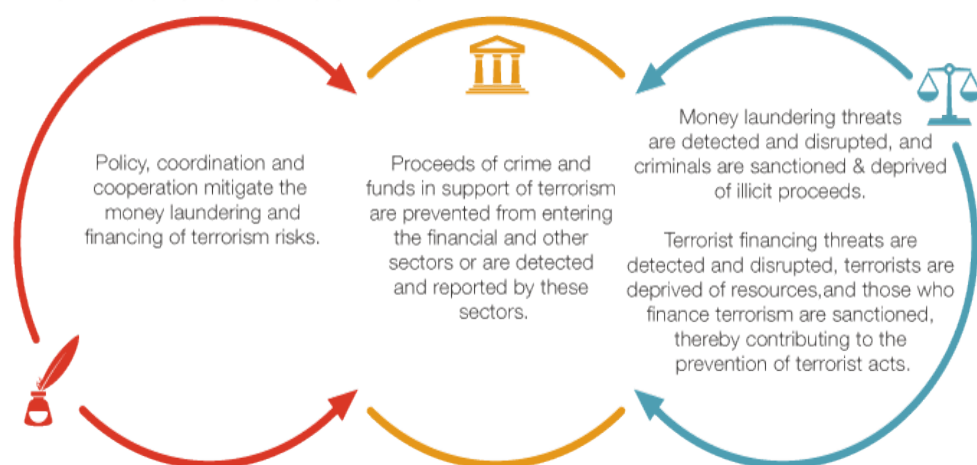 Policy, coordination and
cooperation mitigate the
money laundering and
financing of terrorism risks.
Proceeds of crime and
funds in support of terrorism
are prevented from entering
the financial and other
sectors or are detected
and reported by these
sectors.
Money laundering threats
are detected and disrupted, and
criminals are sanctioned & deprived
of illicit proceeds.
Terrorist financing threats are
detected and disrupted, terrorists are
deprived of resources,and those who
finance terrorism are sanctioned,
thereby contributing to the
prevention of terrorist acts.